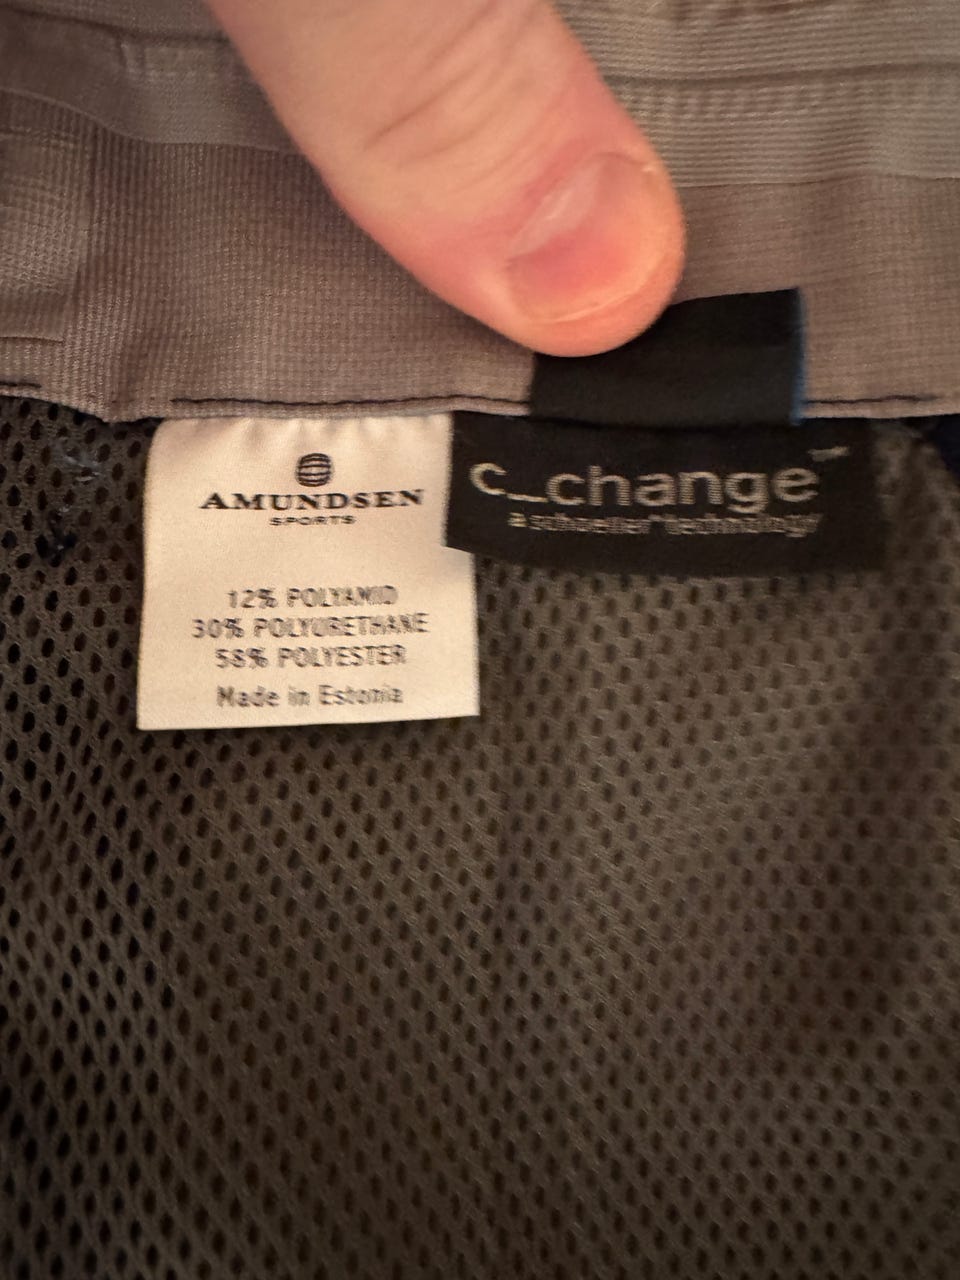 AMUNDSEN
SPORTS
12% POLYAMID
30% POLYURETHANE
58% POLYESTER
Made in Estonia
c_change™
a schoeller® technology